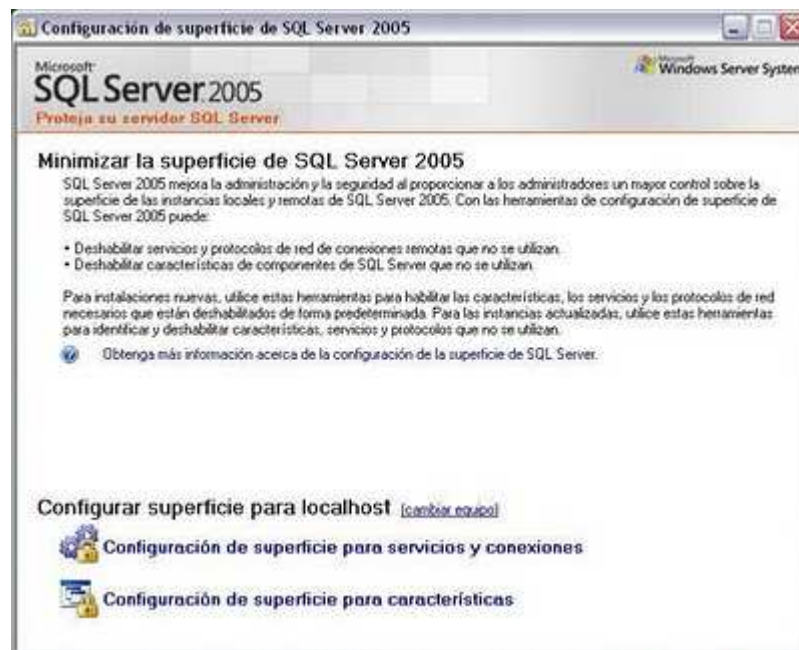 Configuración de superficie de SQL Server 2005
Microsoft
SQL Server 2005
Microsoft
Windows Server System
Proteja su servidor SQL Server
Minimizar la superficie de SQL Server 2005
SQL Server 2005 mejora la administración y la seguridad al proporcionar a los administradores un mayor control sobre la
superficie de las instancias locales y remotas de SQL Server 2005. Con las herramientas de configuración de superficie de
SQL Server 2005 puede:
• Deshabilitar servicios y protocolos de red de conexiones remotas que no se utilizan.
• Deshabilitar características de componentes de SQL Server que no se utilizan.
Para instalaciones nuevas, utilice estas herramientas para habilitar las características, los servicios y los protocolos de red
necesarios que están deshabilitados de forma predeterminada. Para las instancias actualizadas, utilice estas herramientas
para identificar y deshabilitar características, servicios y protocolos que no se utilizan.
Obtenga más información acerca de la configuración de la superficie de SQL Server.
Configurar superficie para localhost (cambiar equipo)
Configuración de superficie para servicios y conexiones
Configuración de superficie para características